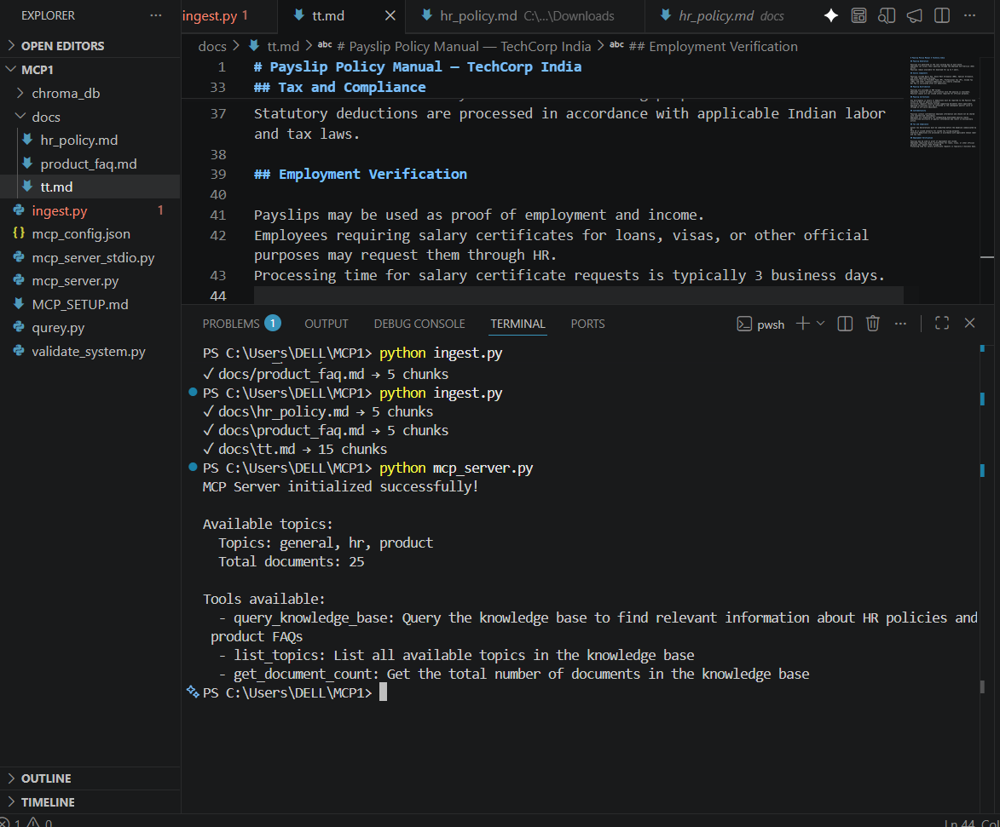 EXPLORER
OPEN EDITORS
MCP1
chroma_db
docs
hr_policy.md
product_faq.md
tt.md
ingest.py 1
mcp_config.json
mcp_server_stdio.py
mcp_server.py
MCP_SETUP.md
qurey.py
validate_system.py
OUTLINE
TIMELINE
ingest.py 1
tt.md
hr_policy.md C:\...\Downloads
hr_policy.md docs
docs > tt.md > # Payslip Policy Manual — TechCorp India > ## Employment Verification
1 # Payslip Policy Manual — TechCorp India
33 ## Tax and Compliance
37 Statutory deductions are processed in accordance with applicable Indian labor
and tax laws.
38
39 ## Employment Verification
40
41 Payslips may be used as proof of employment and income.
42 Employees requiring salary certificates for loans, visas, or other official
purposes may request them through HR.
43 Processing time for salary certificate requests is typically 3 business days.
44
PROBLEMS 1 OUTPUT DEBUG CONSOLE TERMINAL PORTS
pwsh
PS C:\Users\DELL\MCP1> python ingest.py
✓ docs/product_faq.md → 5 chunks
PS C:\Users\DELL\MCP1> python ingest.py
✓ docs\hr_policy.md → 5 chunks
✓ docs\product_faq.md → 5 chunks
✓ docs\tt.md → 15 chunks
PS C:\Users\DELL\MCP1> python mcp_server.py
MCP Server initialized successfully!
Available topics:
Topics: general, hr, product
Total documents: 25
Tools available:
- query_knowledge_base: Query the knowledge base to find relevant information about HR policies and
product FAQs
- list_topics: List all available topics in the knowledge base
- get_document_count: Get the total number of documents in the knowledge base
PS C:\Users\DELL\MCP1>
1 0
Ln 44, Col